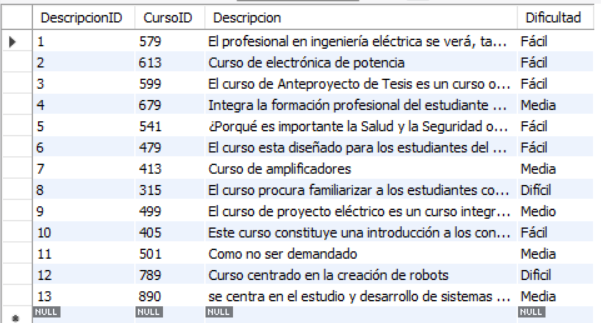 DescripcionID CursoID Descripcion Dificultad
1 579 El profesional en ingeniería eléctrica se verá, ta... Fácil
2 613 Curso de electrónica de potencia Fácil
3 599 El curso de Anteproyecto de Tesis es un curso o... Fácil
4 679 Integra la formación profesional del estudiante ... Media
5 541 ¿Porqué es importante la Salud y la Seguridad o... Fácil
6 479 El curso esta diseñado para los estudiantes del ... Fácil
7 413 Curso de amplificadores Media
8 315 El curso procura familiarizar a los estudiantes co... Difícil
9 499 El curso de proyecto eléctrico es un curso integr... Medio
10 405 Este curso constituye una introducción a los con... Fácil
11 501 Como no ser demandado Media
12 789 Curso centrado en la creación de robots Dificil
13 890 se centra en el estudio y desarrollo de sistemas ... Media
NULL NULL NULL NULL